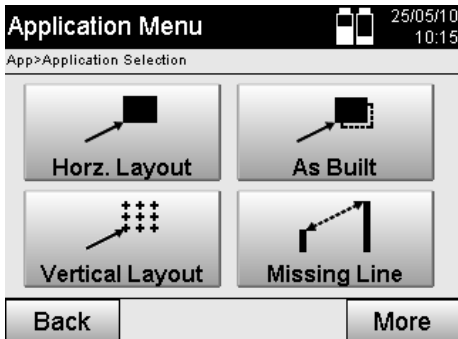 Application Menu
25/05/10
10:15
App>Application Selection
Horz. Layout
As Built
Vertical Layout
Missing Line
Back
More